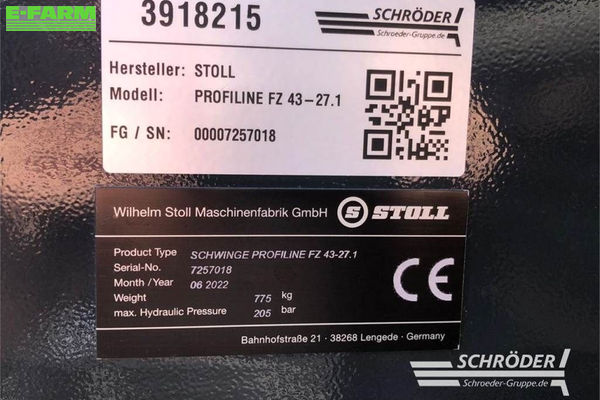 E-FARM
3918215
SCHRÖDER
Schroeder-Gruppe.de
Hersteller: STOLL
Modell: PROFILINE FZ 43-27.1
FG / SN: 00007257018
Wilhelm Stoll Maschinenfabrik GmbH S STOLL
Product Type SCHWINGE PROFILINE FZ 43-27.1
Serial-No. 7257018
Month / Year 06 2022
Weight 775 kg
max. Hydraulic Pressure 205 bar
CE
Bahnhofstraße 21 · 38268 Lengede · Germany
SCHRÖDER
Schroeder-Gruppe.de